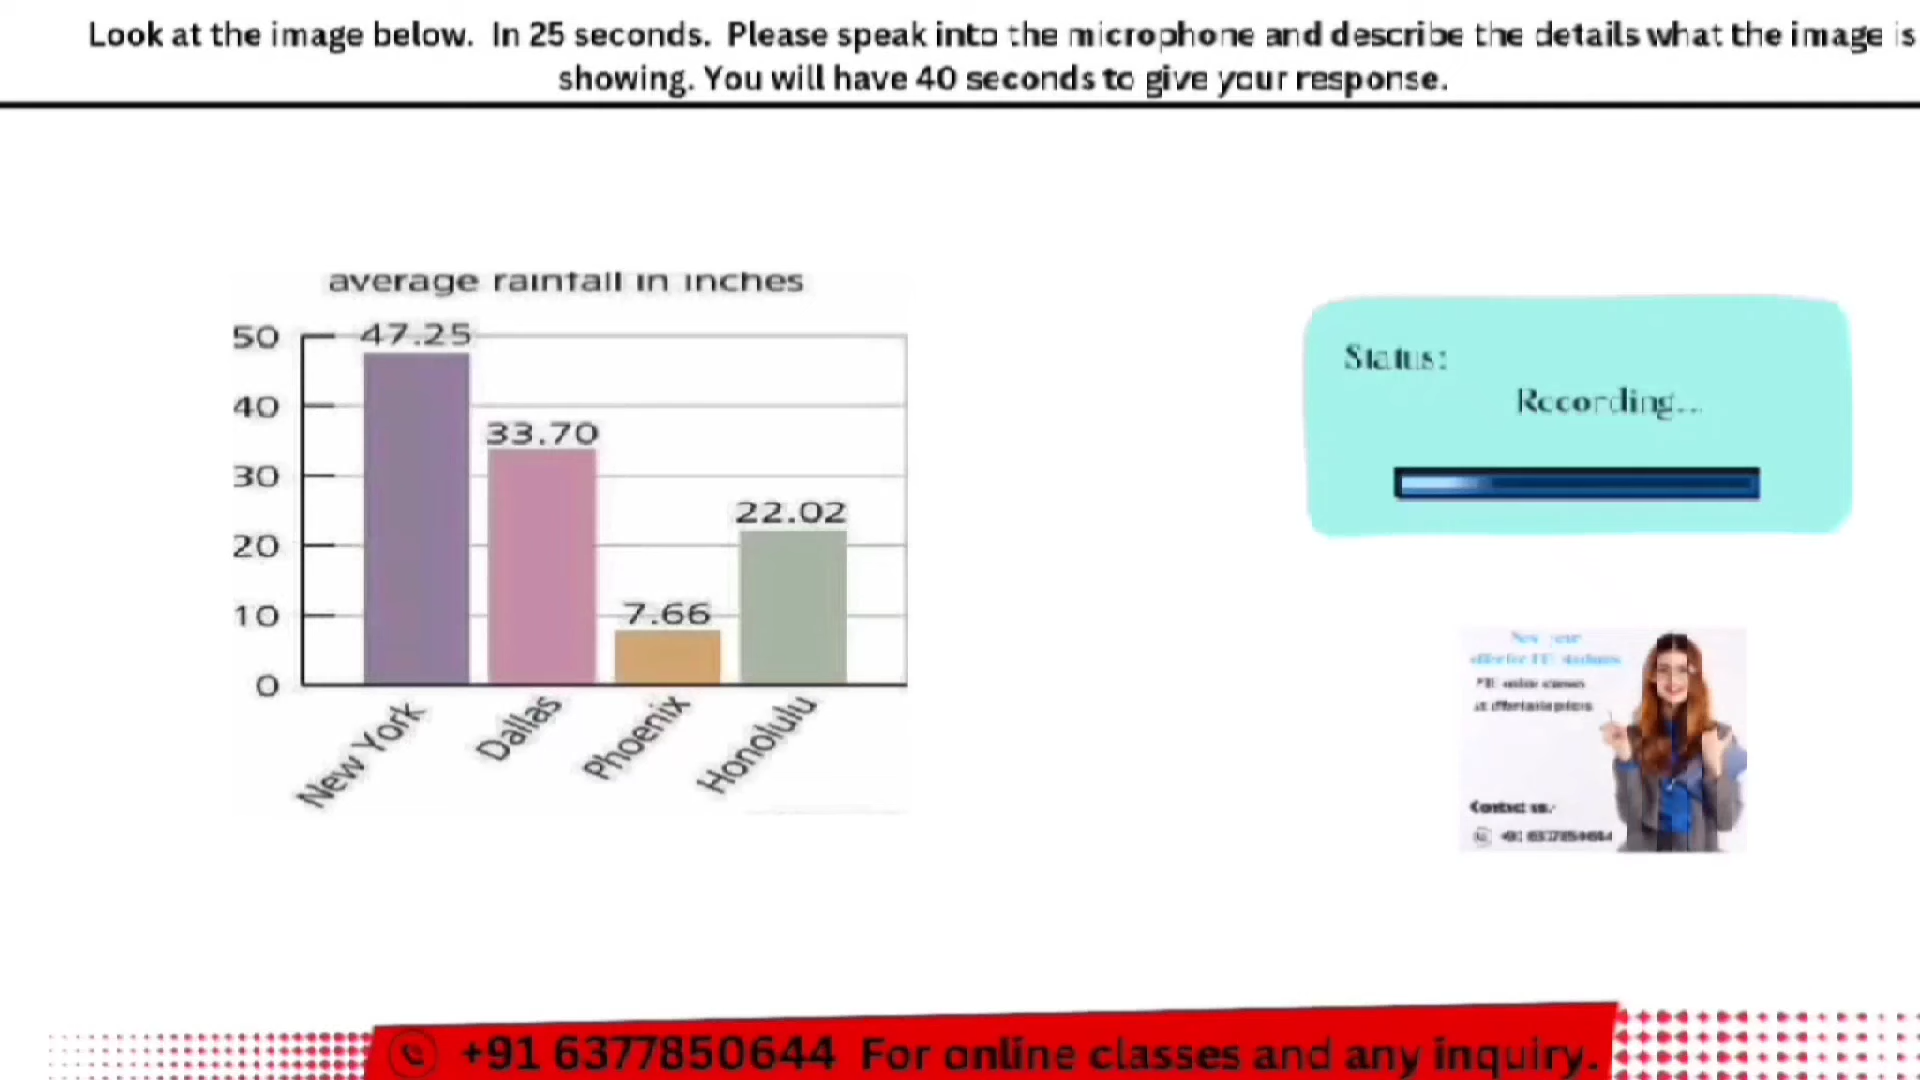 Look at the image below. In 25 seconds. Please speak into the microphone and describe the details what the image is
showing. You will have 40 seconds to give your response.
average rainfall in inches
50
40
30
20
10
0
47.25
33.70
7.66
22.02
New York
Dallas
Phoenix
Honolulu
Status:
Recording...
Contact us:-
+91 6377850644
+91 6377850644 For online classes and any inquiry.